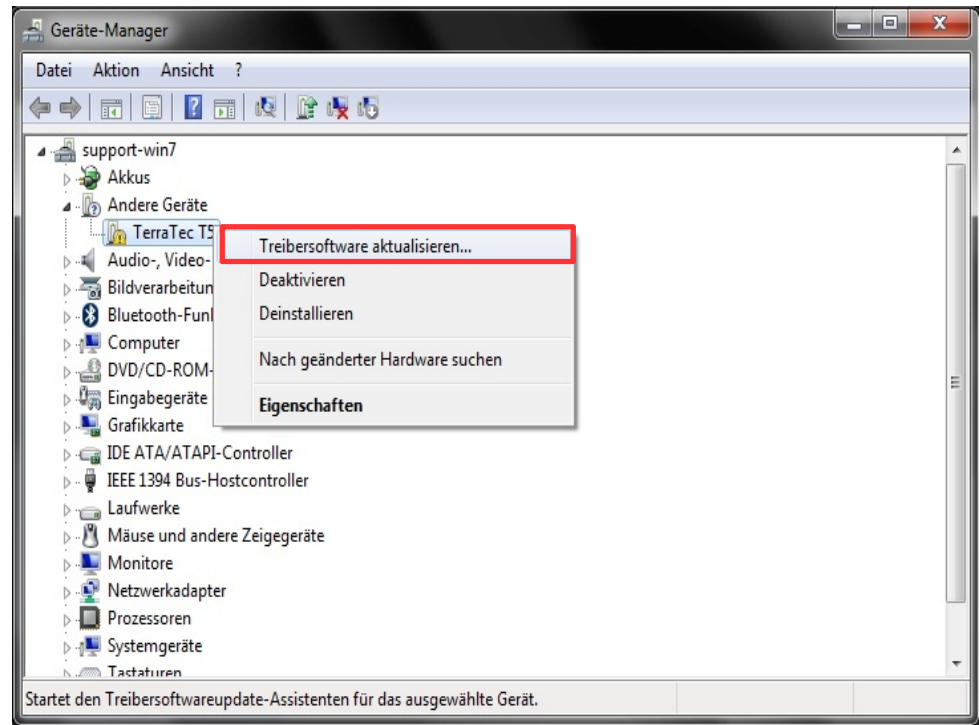 Geräte-Manager
Datei Aktion Ansicht ?
support-win7
Akkus
Andere Geräte
TerraTec T5
Treibersoftware aktualisieren...
Audio-, Video-
Deaktivieren
Bildverarbeitun
Deinstallieren
Bluetooth-Funl
Computer
Nach geänderter Hardware suchen
DVD/CD-ROM-
Eingabegeräte
Eigenschaften
Grafikkarte
IDE ATA/ATAPI-Controller
IEEE 1394 Bus-Hostcontroller
Laufwerke
Mäuse und andere Zeigegeräte
Monitore
Netzwerkadapter
Prozessoren
Systemgeräte
Tastaturen
Startet den Treibersoftwareupdate-Assistenten für das ausgewählte Gerät.